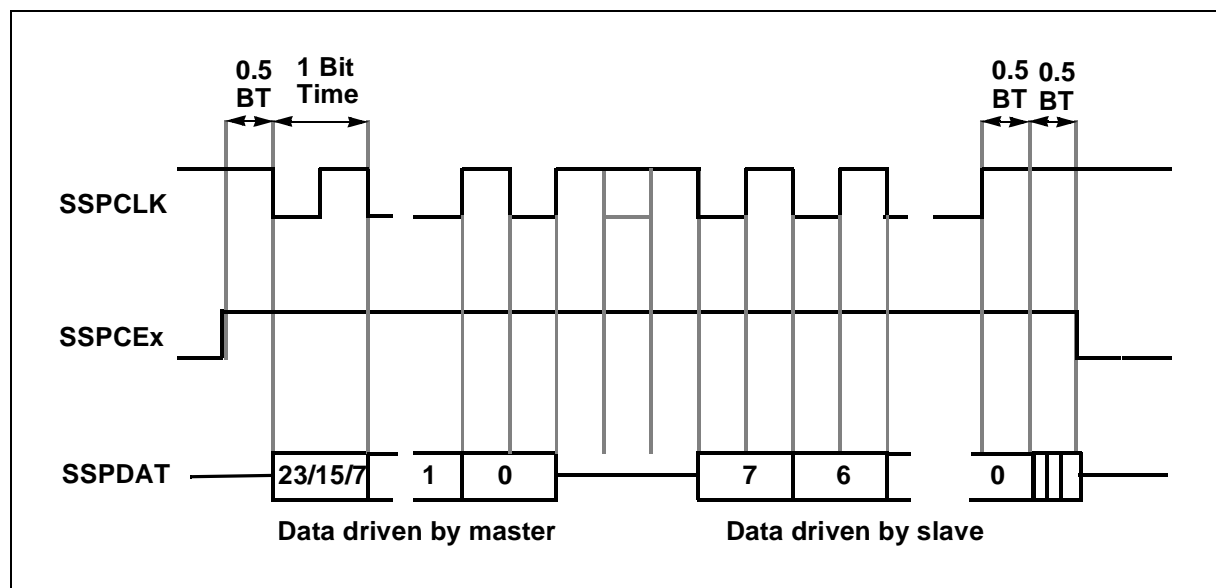 0.5
BT
1 Bit
Time
0.5
BT
0.5
BT
SSPCLK
SSPCEx
SSPDAT
23/15/7
1
0
7
6
0
Data driven by master
Data driven by slave